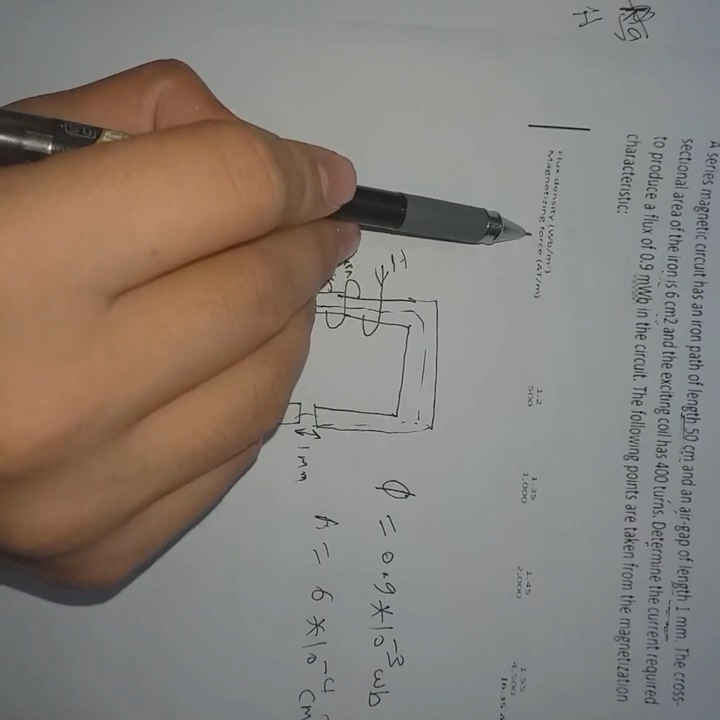 A series magnetic circuit has an iron path of length 50 cm and an air-gap of length 1 mm. The cross-
sectional area of the iron is 6 cm2 and the exciting coil has 400 turns. Determine the current required
to produce a flux of 0.9 mWb in the circuit. The following points are taken from the magnetization
characteristic:
Flux density (Wb/m²) 1.2 1.35 1.45 1.55
Magnetizing force (AT/m) 500 1,000 2,000 4,500
I
1 mm
φ = 0.9 * 10⁻³ wb
A = 6 * 10⁻⁴ cm